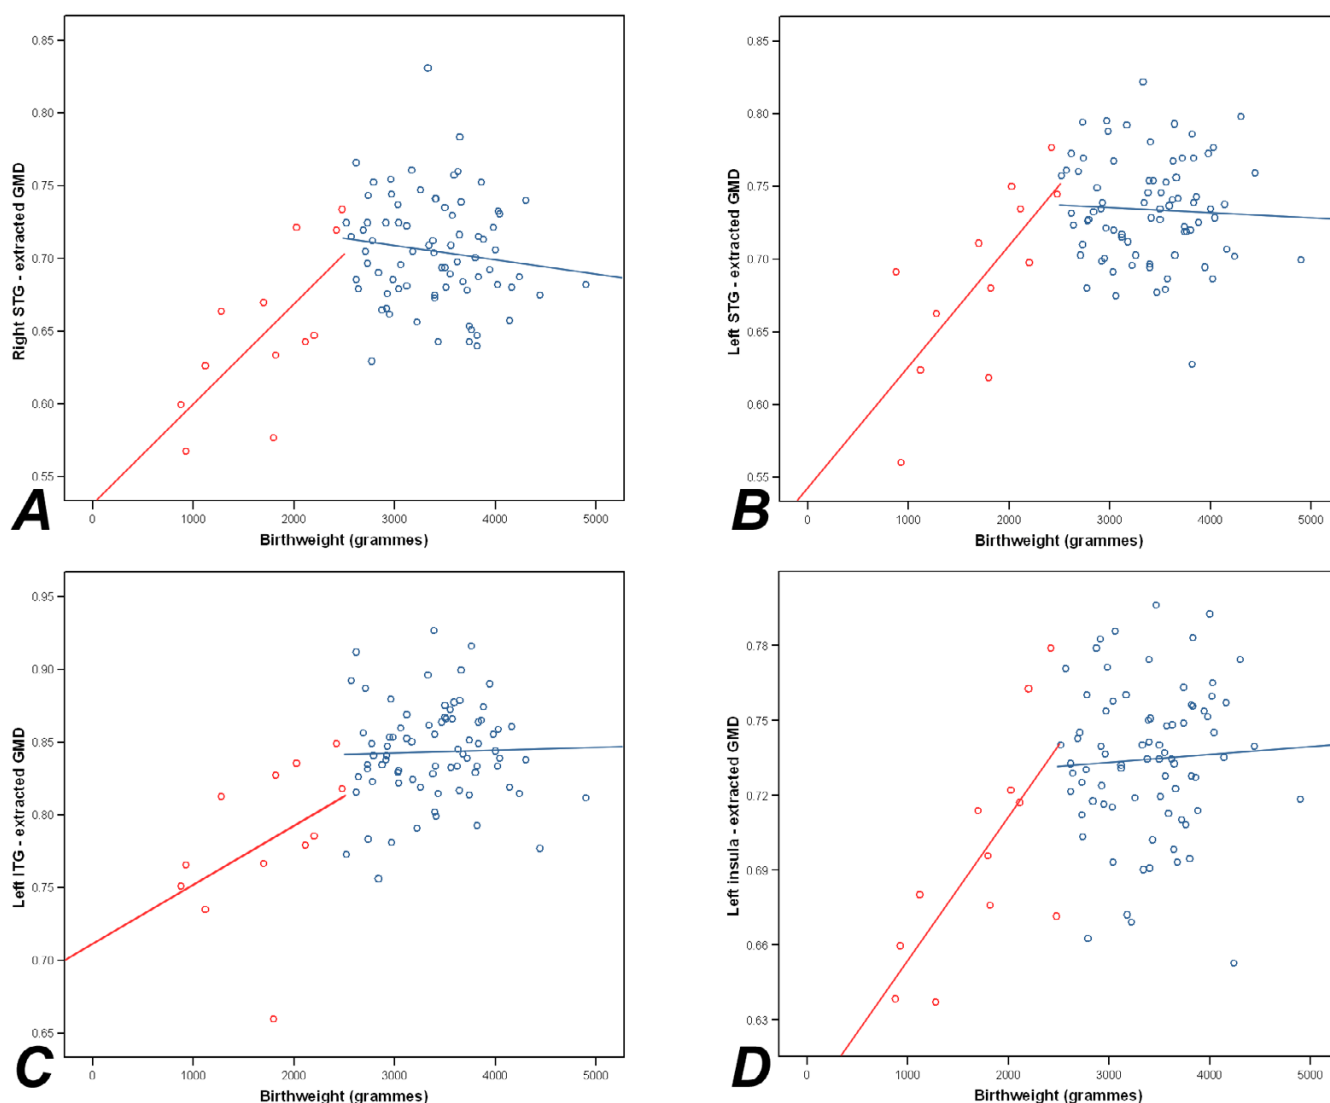 0.85
0.80
0.75
0.70
0.65
0.60
0.55
Right STG - extracted GMD
0 1000 2000 3000 4000 5000
Birthweight (grammes)
A
0.85
0.80
0.75
0.70
0.65
0.60
0.55
Left STG - extracted GMD
0 1000 2000 3000 4000 5000
Birthweight (grammes)
B
0.95
0.90
0.85
0.80
0.75
0.70
0.65
Left ITG - extracted GMD
0 1000 2000 3000 4000 5000
Birthweight (grammes)
C
0.78
0.75
0.72
0.69
0.66
0.63
Left insula - extracted GMD
0 1000 2000 3000 4000 5000
Birthweight (grammes)
D